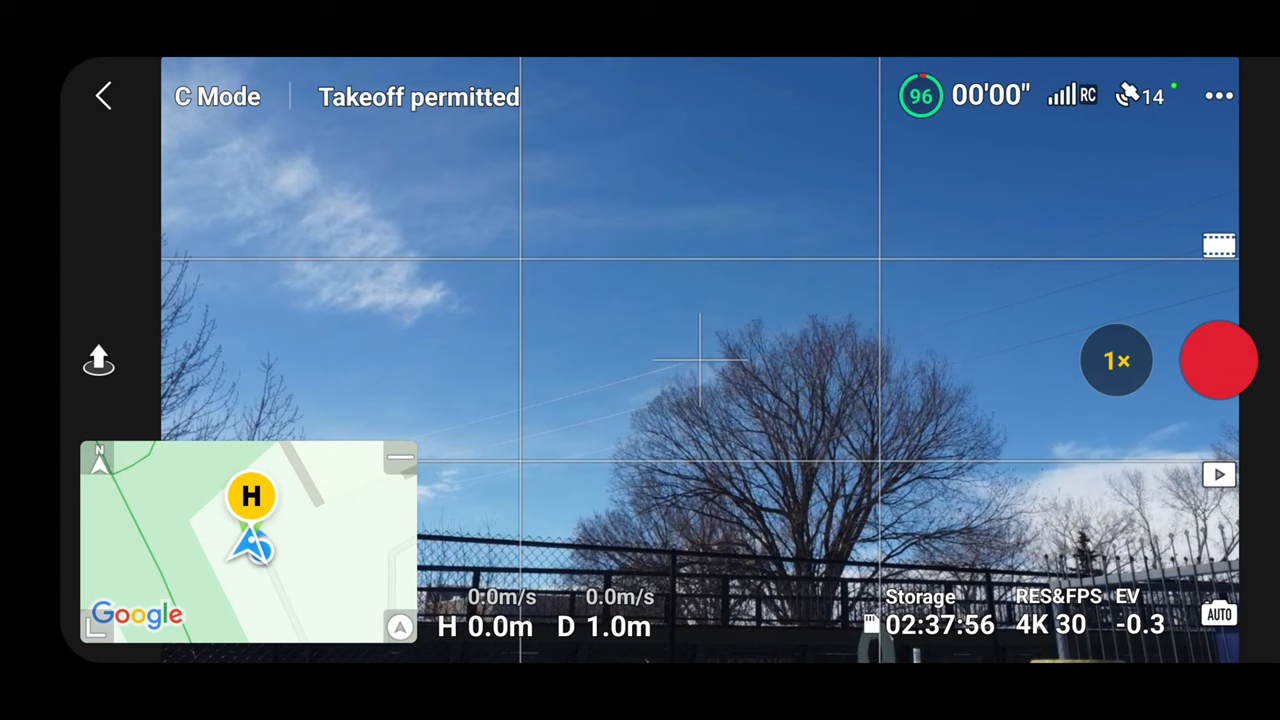 C Mode
Takeoff permitted
96
00'00"
RC
14
1×
N
H
Google
0.0m/s
0.0m/s
H 0.0m
D 1.0m
Storage
02:37:56
RES&FPS
4K 30
EV
-0.3
AUTO
CLEARANCE